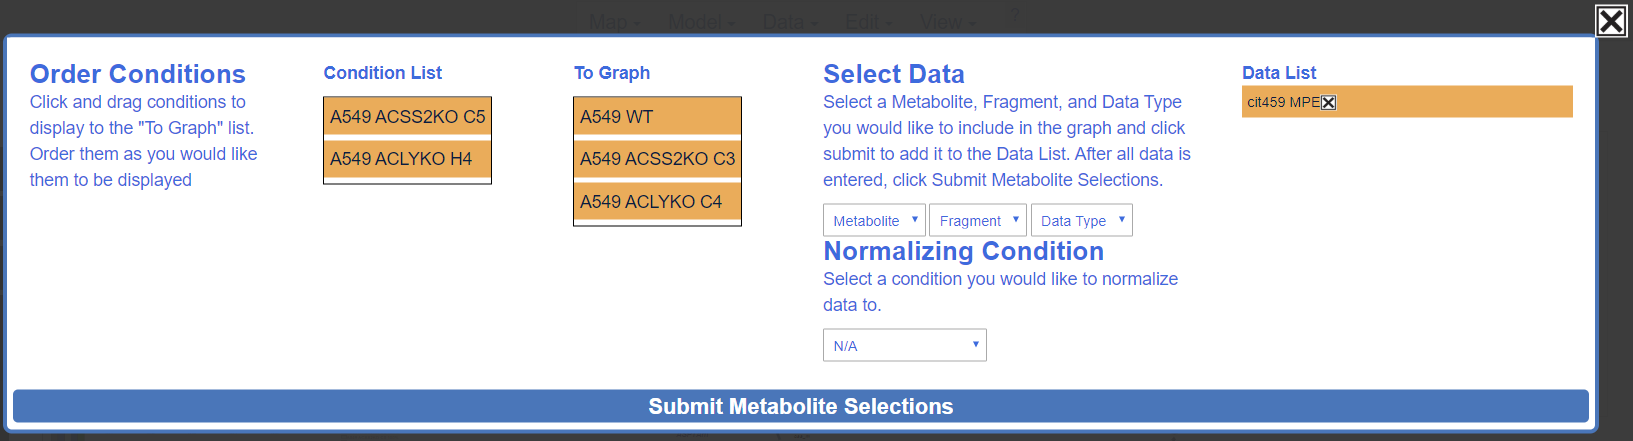 Map Model Data Edit View ?
Order Conditions
Click and drag conditions to
display to the "To Graph" list.
Order them as you would like
them to be displayed
Condition List
A549 ACSS2KO C5
A549 ACLYKO H4
To Graph
A549 WT
A549 ACSS2KO C3
A549 ACLYKO C4
Select Data
Select a Metabolite, Fragment, and Data Type
you would like to include in the graph and click
submit to add it to the Data List. After all data is
entered, click Submit Metabolite Selections.
Metabolite Fragment Data Type
Normalizing Condition
Select a condition you would like to normalize
data to.
N/A
Data List
cit459 MPE
Submit Metabolite Selections